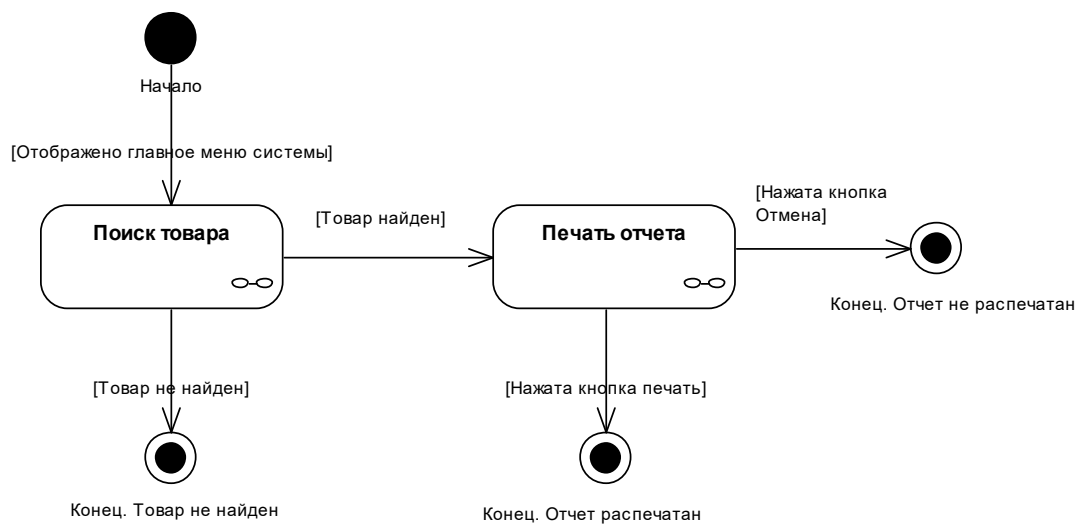 Начало
[Отображено главное меню системы]
Поиск товара
[Товар найден]
Печать отчета
[Нажата кнопка
Отмена]
Конец. Отчет не распечатан
[Товар не найден]
[Нажата кнопка печать]
Конец. Товар не найден
Конец. Отчет распечатан